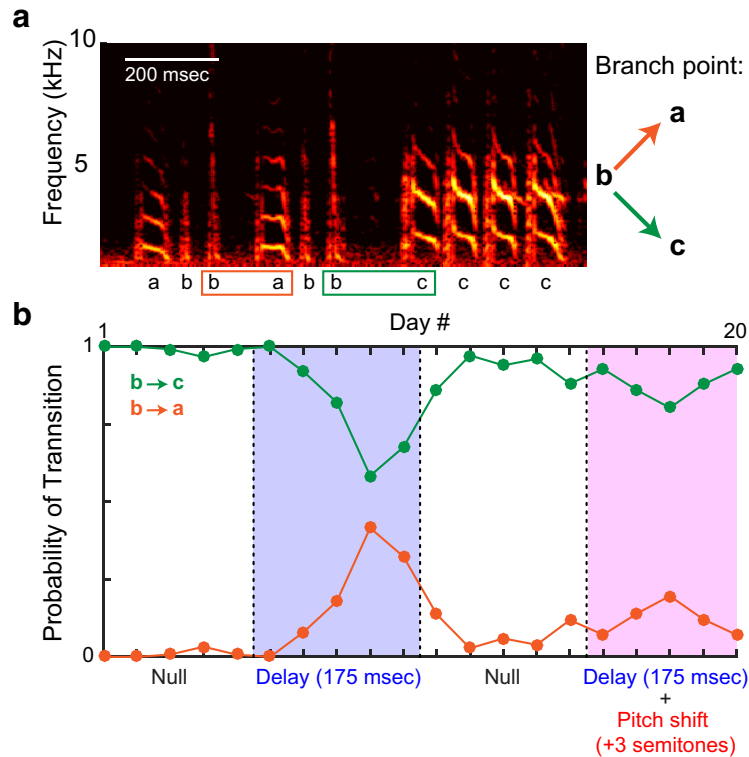 a
Frequency (kHz)
10
5
200 msec
a b b a b b c c c c
Branch point:
a
b
c
b
Day #
1
20
Probability of Trannsition
1
0
b→c
b→a
Null
Delay (175 msec)
Null
Delay (175 msec)
+
Pitch shift
(+3 semitones)